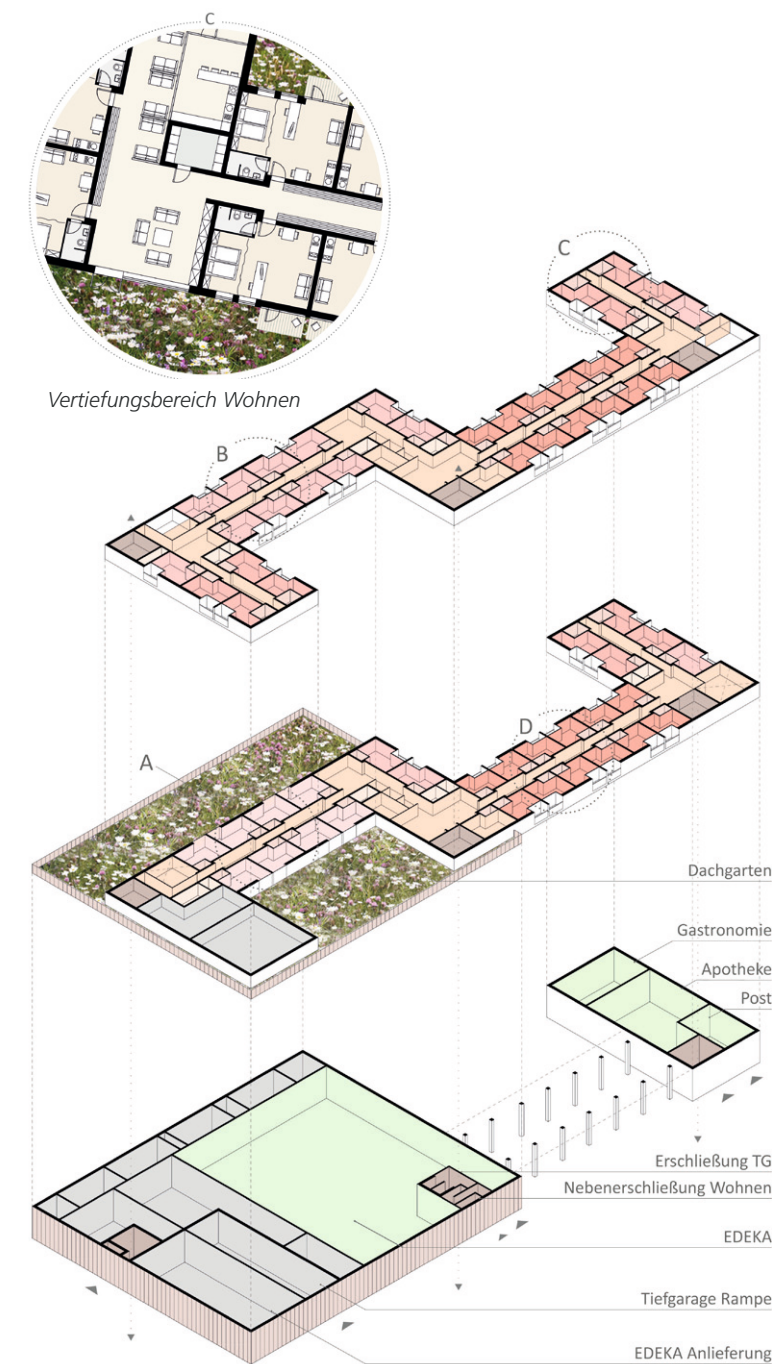 C
Vertiefungsbereich Wohnen
C
B
A
D
Dachgarten
Gastronomie
Apotheke
Post
Erschließung TG
Nebenerschließung Wohnen
EDEKA
Tiefgarage Rampe
EDEKA Anlieferung